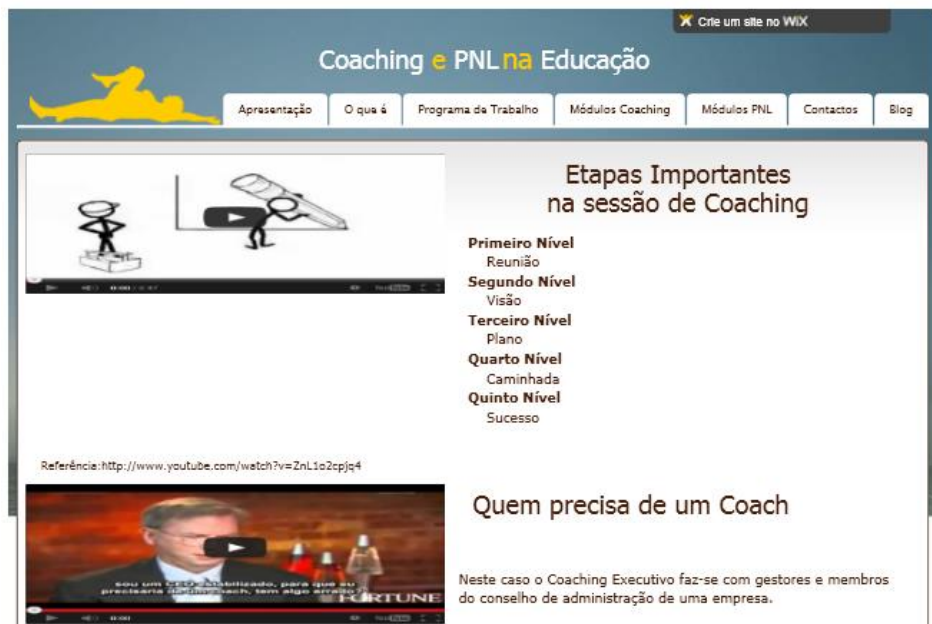 Crie um site no WiX
Coaching e PNL na Educação
Apresentação
O que é
Programa de Trabalho
Módulos Coaching
Módulos PNL
Contactos
Blog
Etapas Importantes
na sessão de Coaching
Primeiro Nível
Reunião
Segundo Nível
Visão
Terceiro Nível
Plano
Quarto Nível
Caminhada
Quinto Nível
Sucesso
Referência:http://www.youtube.com/watch?v=ZnL1o2cpjq4
sou um CEO estabilizado, para que eu
precisaria de um coach, tem algo errado?
FORTUNE
0:00
Quem precisa de um Coach
Neste caso o Coaching Executivo faz-se com gestores e membros
do conselho de administração de uma empresa.